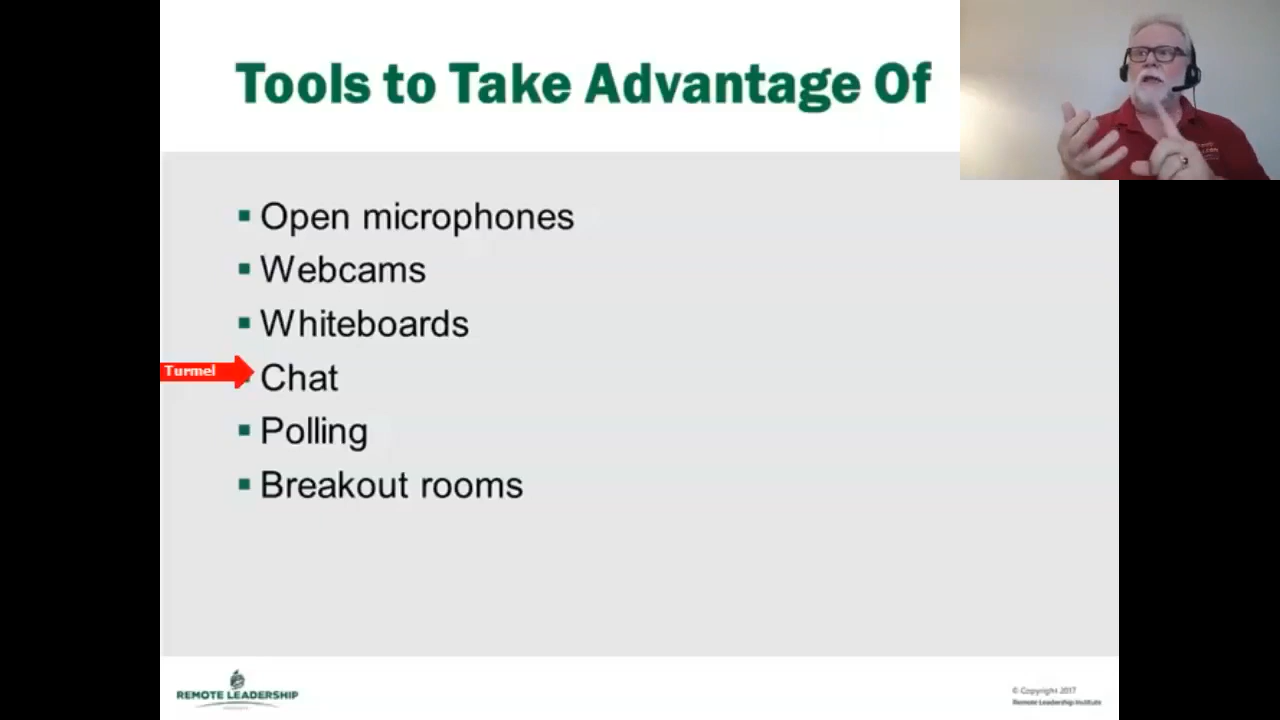 Tools to Take Advantage Of
Open microphones
Webcams
Whiteboards
Turmel
Chat
Polling
Breakout rooms
REMOTE LEADERSHIP
© Copyright 2017
Remote Leadership Institute